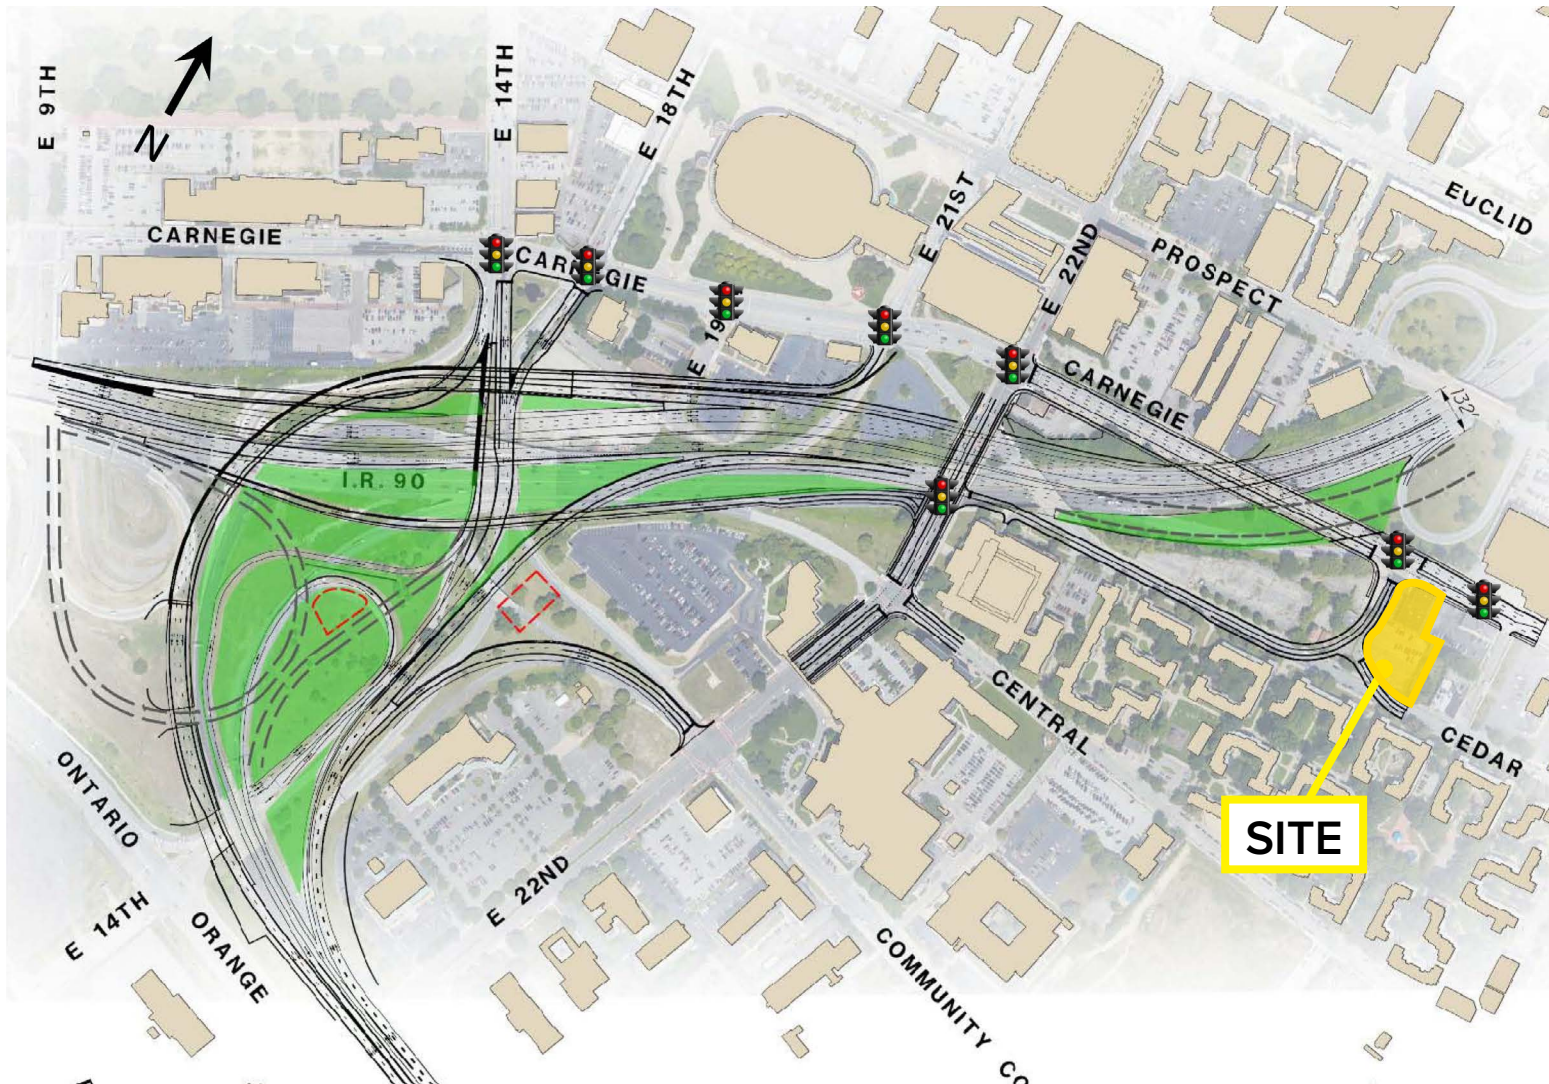 E 9TH
N
E 14TH
E 18TH
CARNEGIE
CARNEGIE
E 19
E 21ST
E 22ND
PROSPECT
EUCLID
CARNEGIE
132'
I.R. 90
CENTRAL
CEDAR
SITE
ONTARIO
E 14TH
ORANGE
E 22ND
COMMUNITY CO